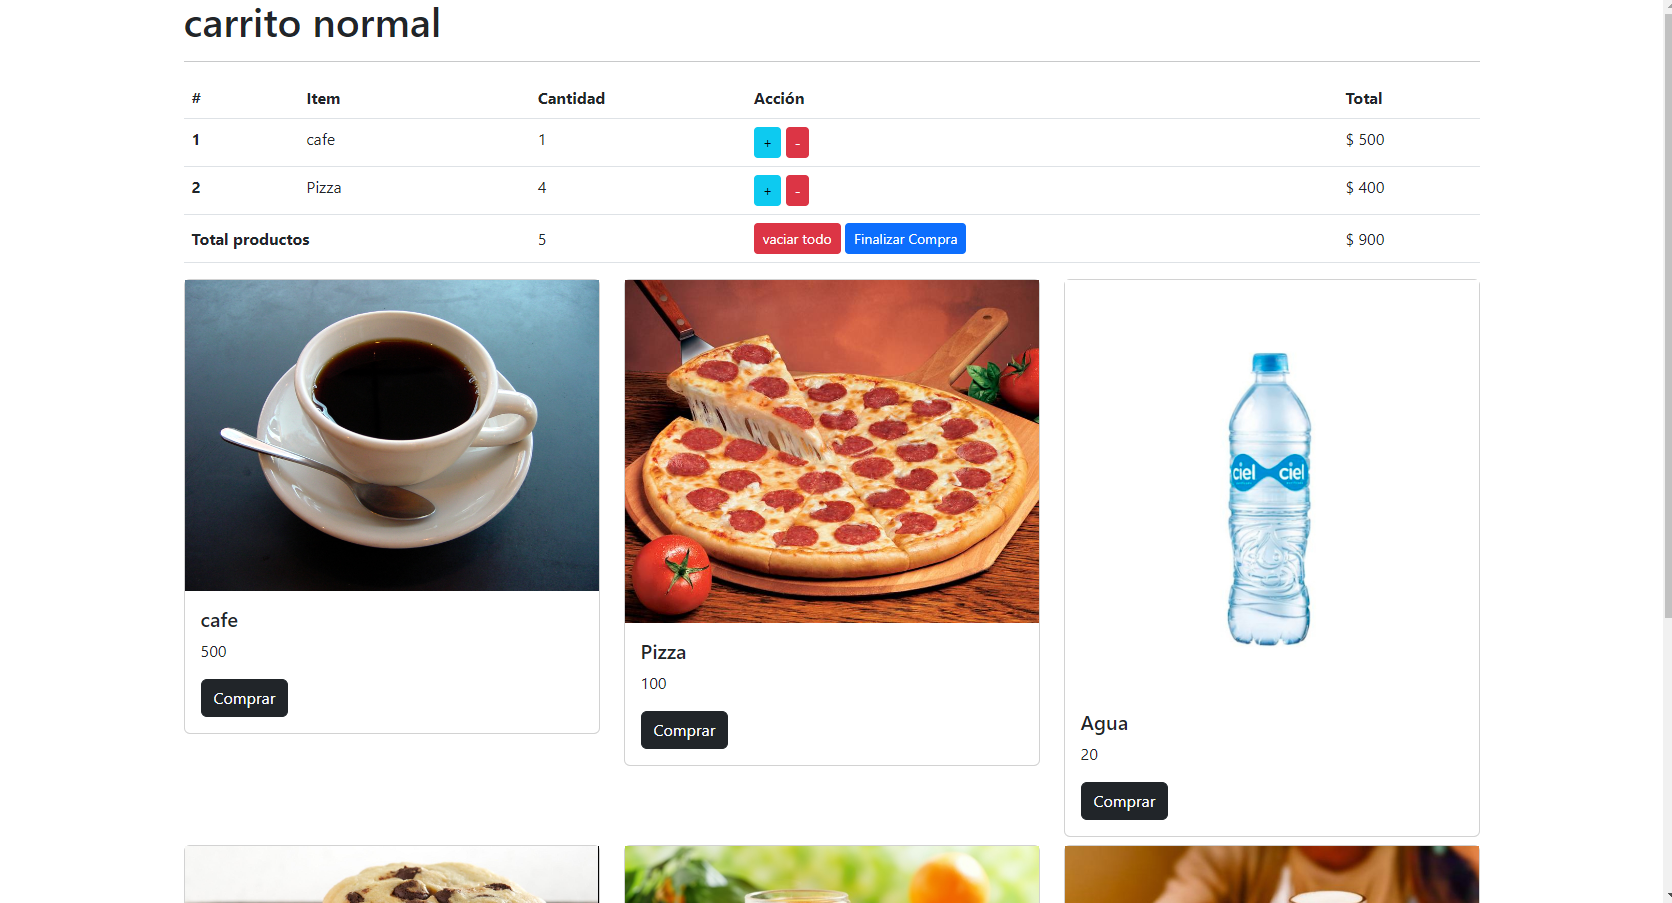 carrito normal
# Item Cantidad Acción Total
1 cafe 1 + - $ 500
2 Pizza 4 + - $ 400
Total productos 5 vaciar todo Finalizar Compra $ 900
ciel ciel
cafe
500
Comprar
Pizza
100
Comprar
Agua
20
Comprar